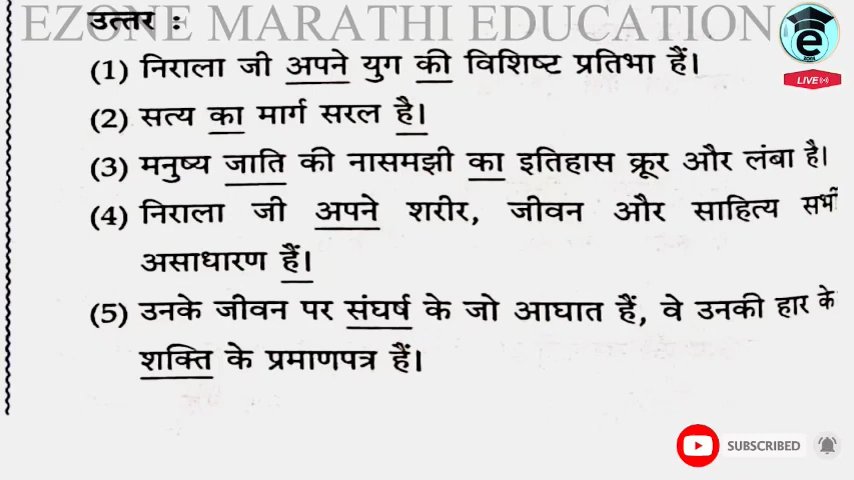 EZONE MARATHI EDUCATION
उत्तर :
e
EZON
LIVE
(1) निराला जी अपने युग की विशिष्ट प्रतिभा हैं।
(2) सत्य का मार्ग सरल है।
(3) मनुष्य जाति की नासमझी का इतिहास क्रूर और लंबा है।
(4) निराला जी अपने शरीर, जीवन और साहित्य सभी
असाधारण हैं।
(5) उनके जीवन पर संघर्ष के जो आघात हैं, वे उनकी हार के
शक्ति के प्रमाणपत्र हैं।
SUBSCRIBED